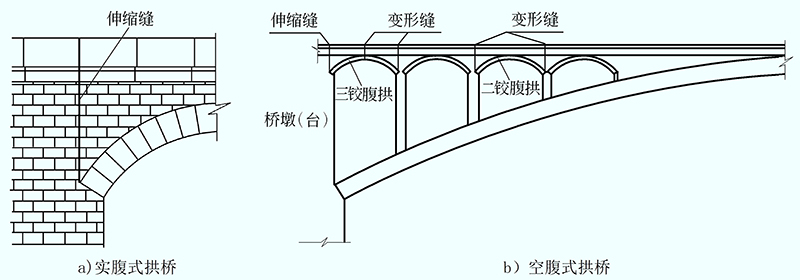 伸缩缝
a)实腹式拱桥
伸缩缝 变形缝 变形缝
三铰腹拱 二铰腹拱
桥墩(台)
b) 空腹式拱桥